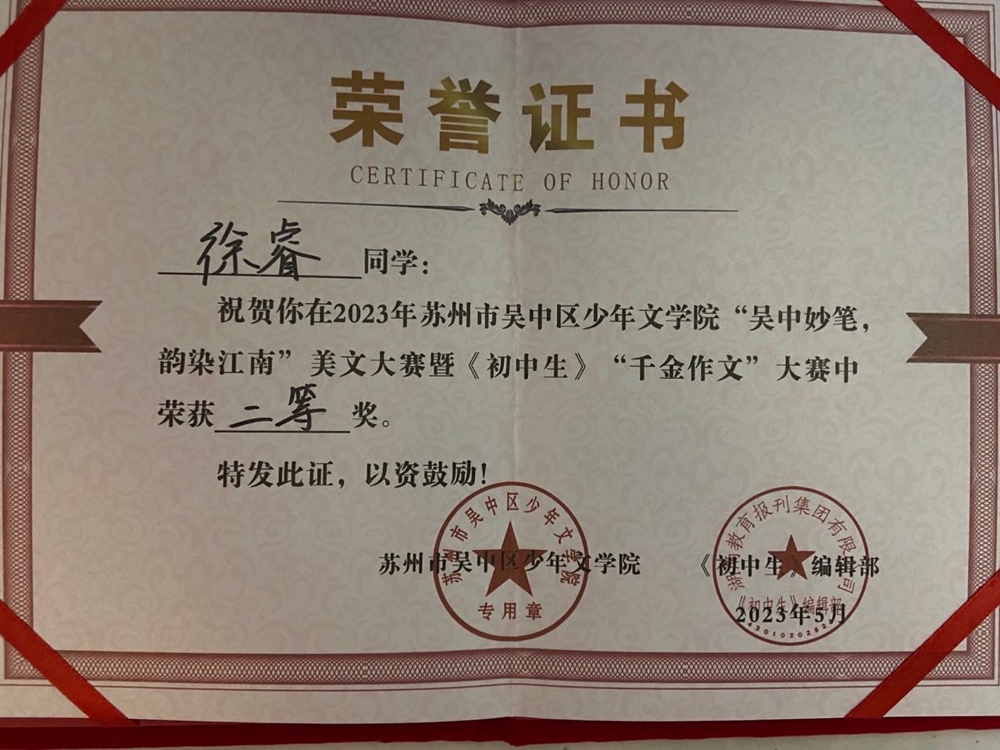 荣誉证书
CERTIFICATE OF HONOR
徐睿同学：
祝贺你在2023年苏州市吴中区少年文学院“吴中妙笔，
韵染江南”美文大赛暨《初中生》“千金作文”大赛中
荣获二等奖。
特发此证，以资鼓励！
苏州市吴中区少年文学院
《初中生》编辑部
2023年5月
苏州市吴中区少年文学院
专用章
湖南教育报刊集团有限公司
《初中生》编辑部